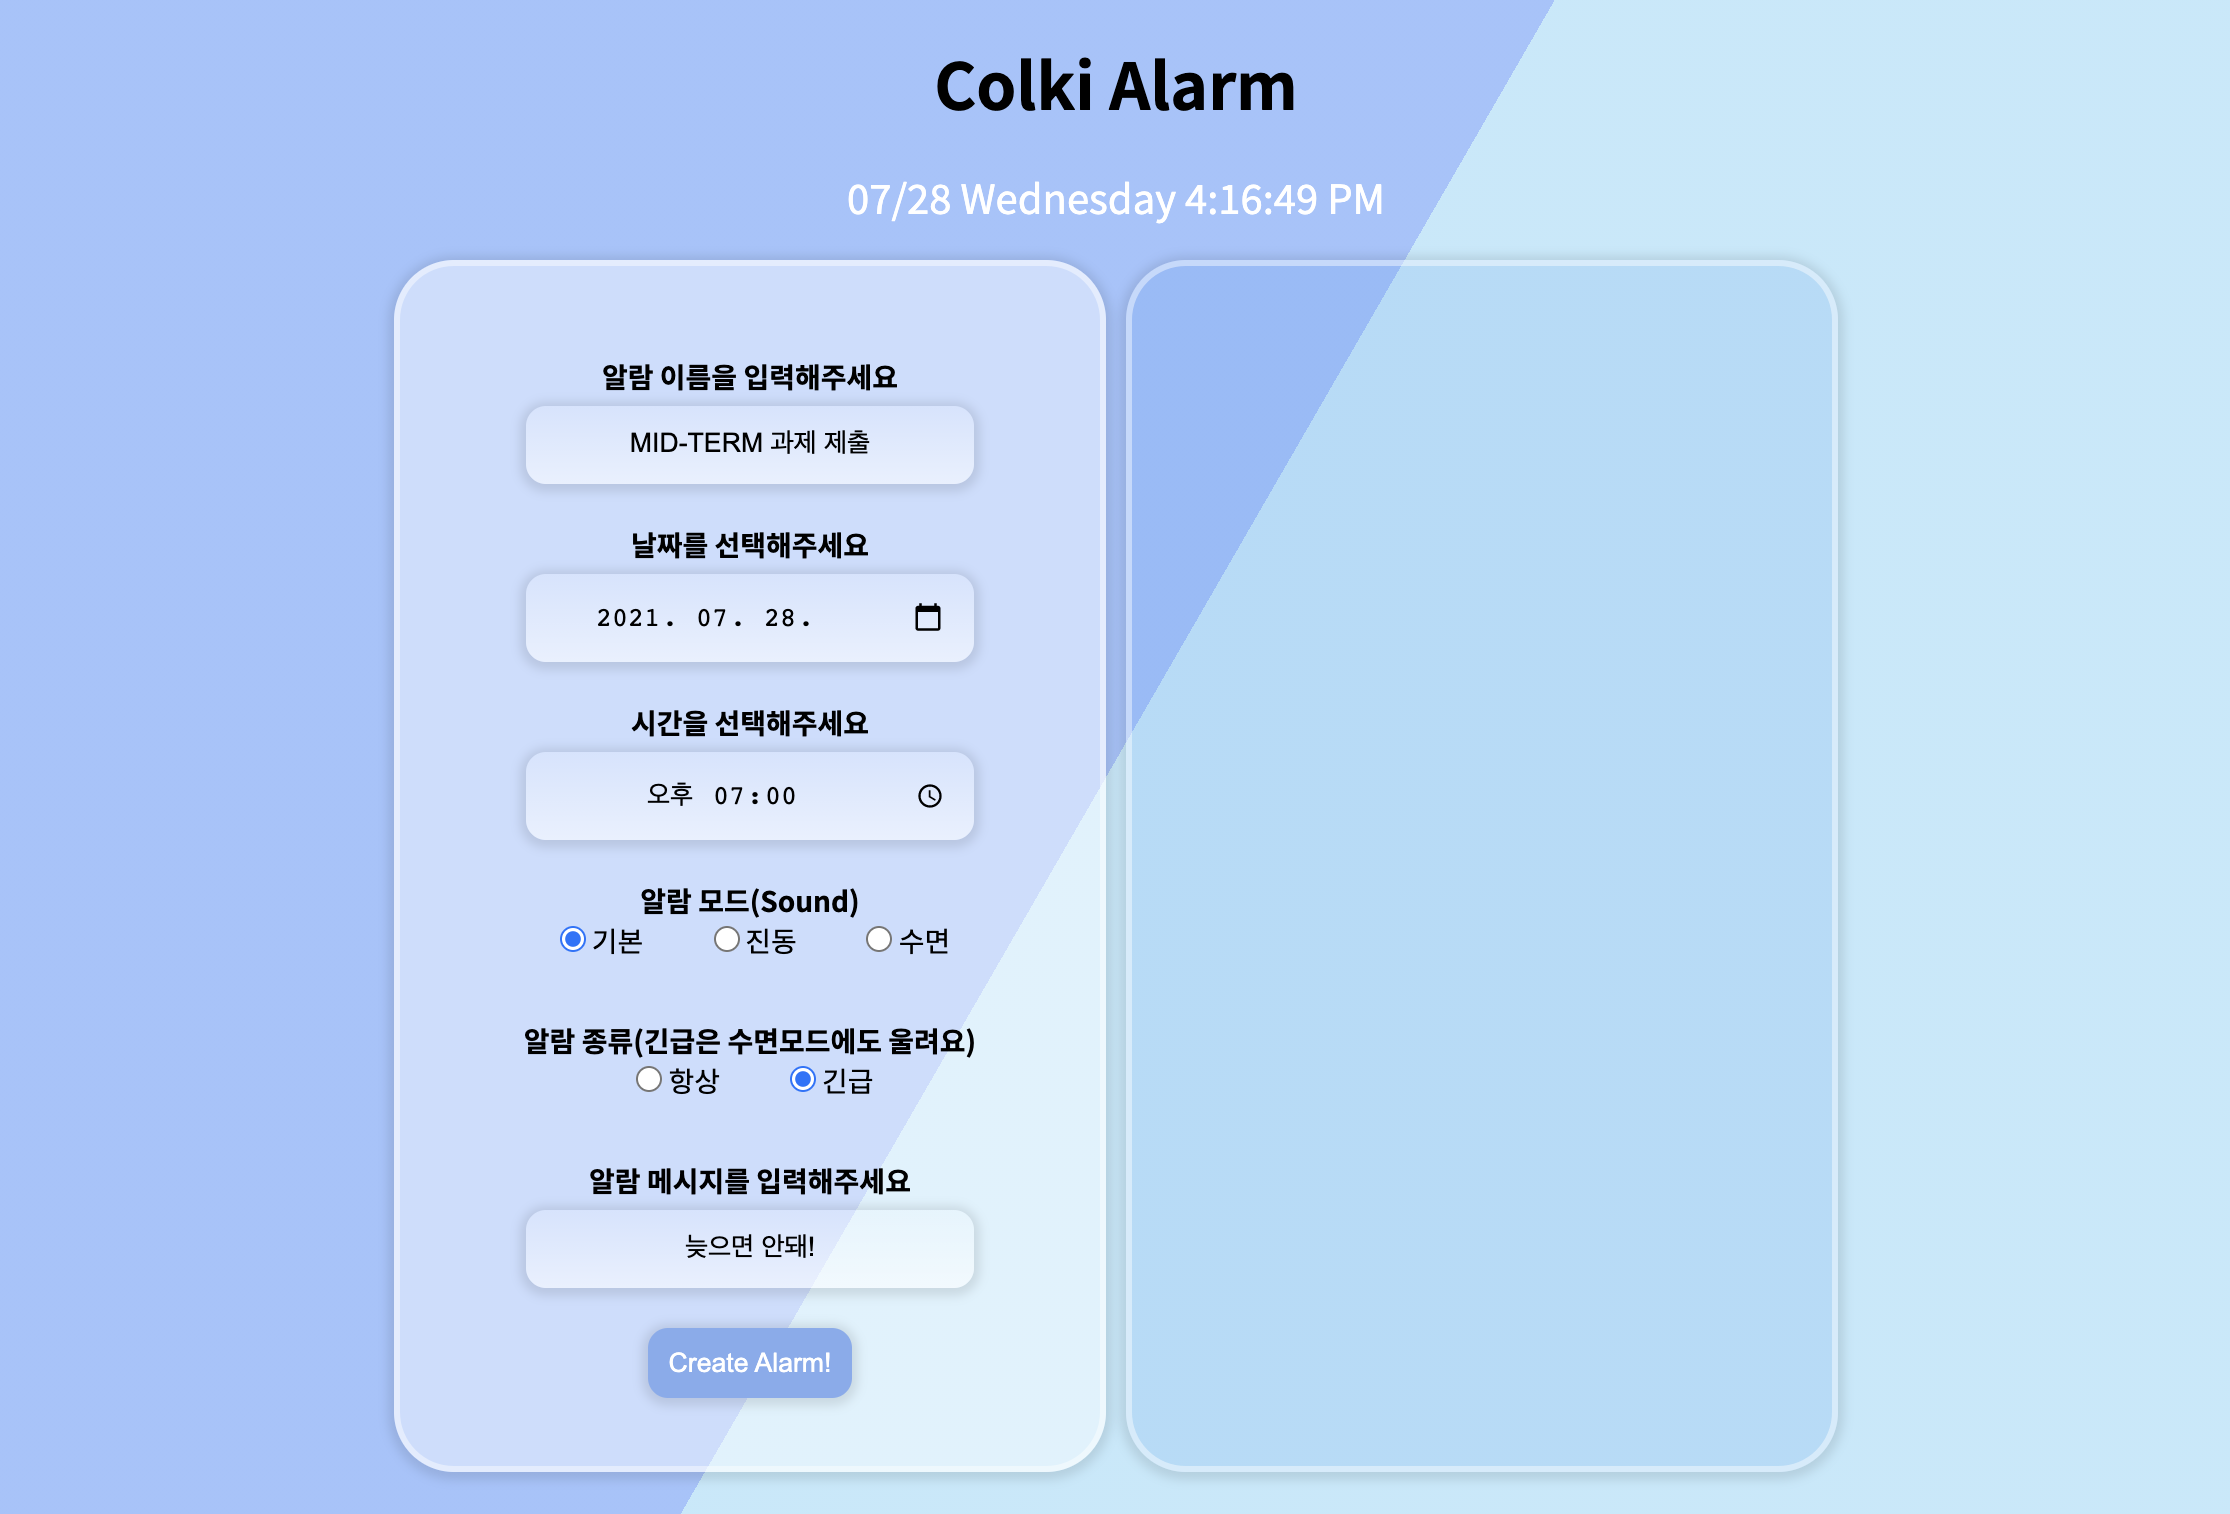 Colki Alarm
07/28 Wednesday 4:16:49 PM
알람 이름을 입력해주세요
MID-TERM 과제 제출
날짜를 선택해주세요
2021. 07. 28.
시간을 선택해주세요
오후 07:00
알람 모드(Sound)
기본 진동 수면
알람 종류(긴급은 수면모드에도 울려요)
항상 긴급
알람 메시지를 입력해주세요
늦으면 안돼!
Create Alarm!